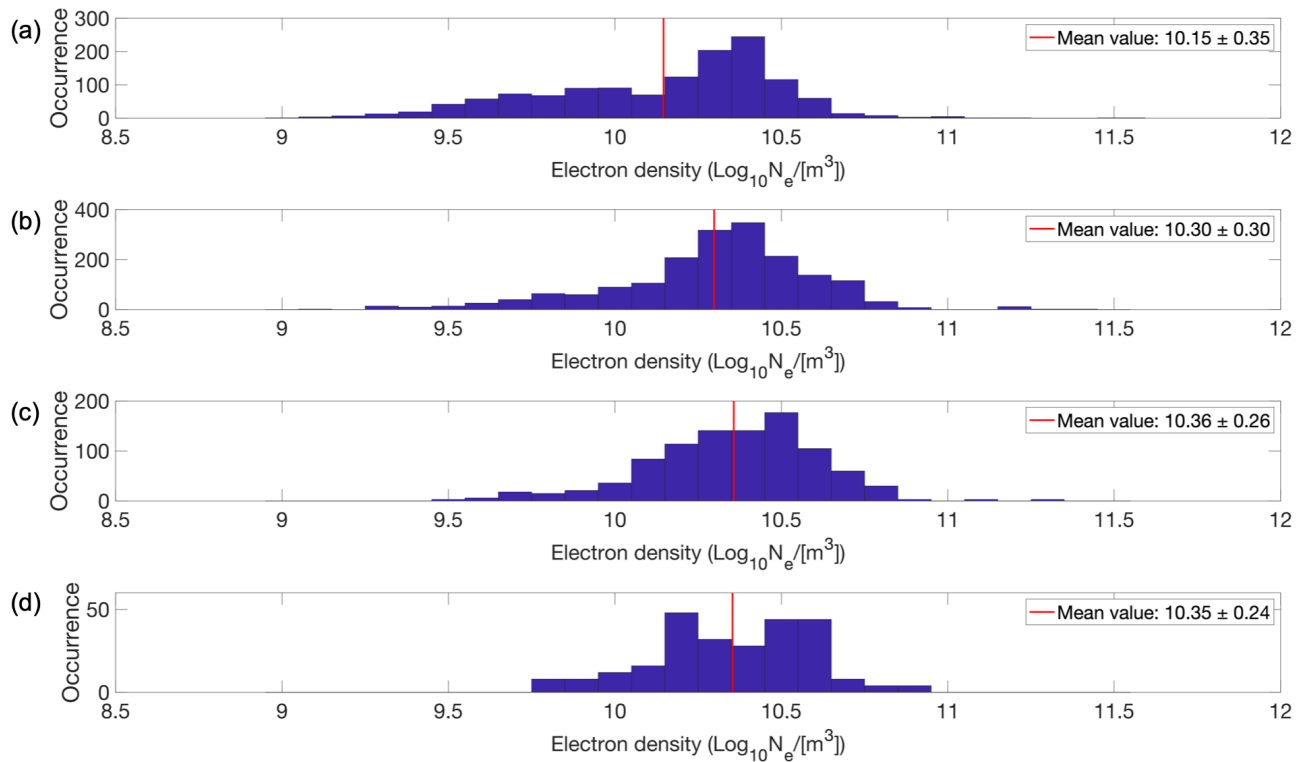 (a)
300
200
100
0
Occurrence
Mean value: 10.15 ± 0.35
8.5 9 9.5 10 10.5 11 11.5 12
Electron density (Log10Ne/[m3])
(b)
400
200
0
Occurrence
Mean value: 10.30 ± 0.30
8.5 9 9.5 10 10.5 11 11.5 12
Electron density (Log10Ne/[m3])
(c)
200
100
0
Occurrence
Mean value: 10.36 ± 0.26
8.5 9 9.5 10 10.5 11 11.5 12
Electron density (Log10Ne/[m3])
(d)
50
0
Occurrence
Mean value: 10.35 ± 0.24
8.5 9 9.5 10 10.5 11 11.5 12
Electron density (Log10Ne/[m3])